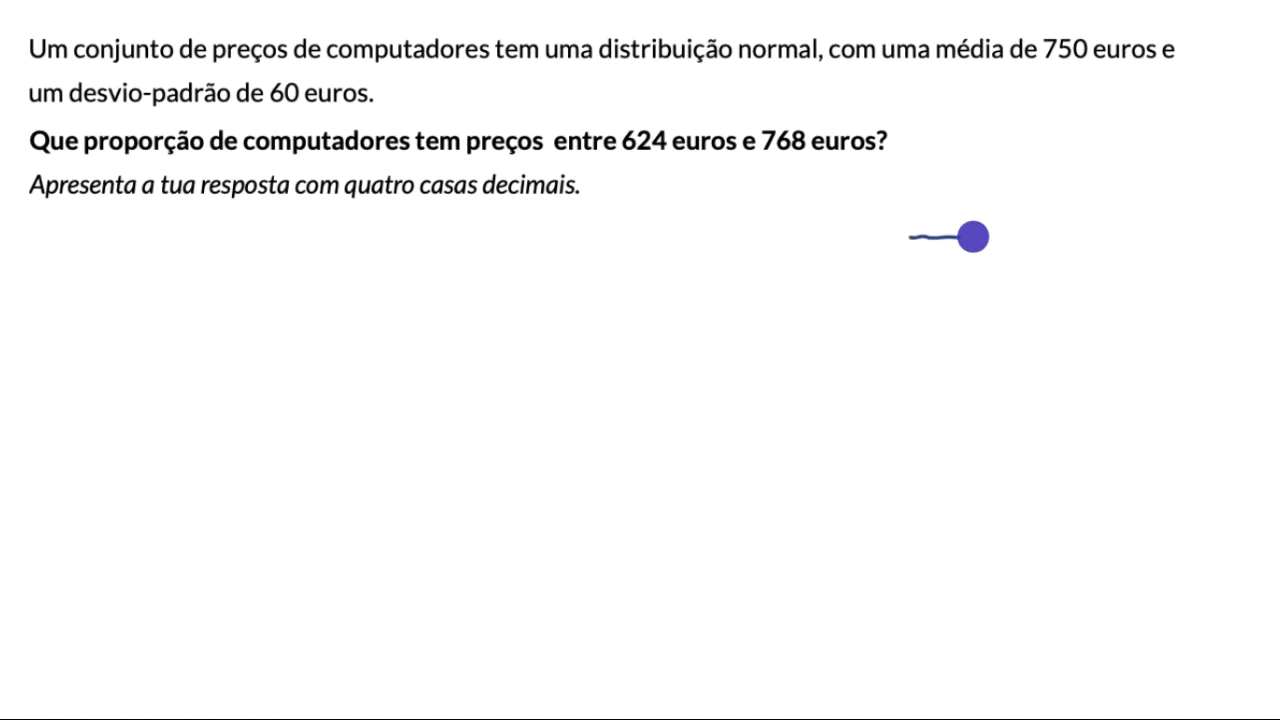 Um conjunto de preços de computadores tem uma distribuição normal, com uma média de 750 euros e
um desvio-padrão de 60 euros.
Que proporção de computadores tem preços entre 624 euros e 768 euros?
Apresenta a tua resposta com quatro casas decimais.